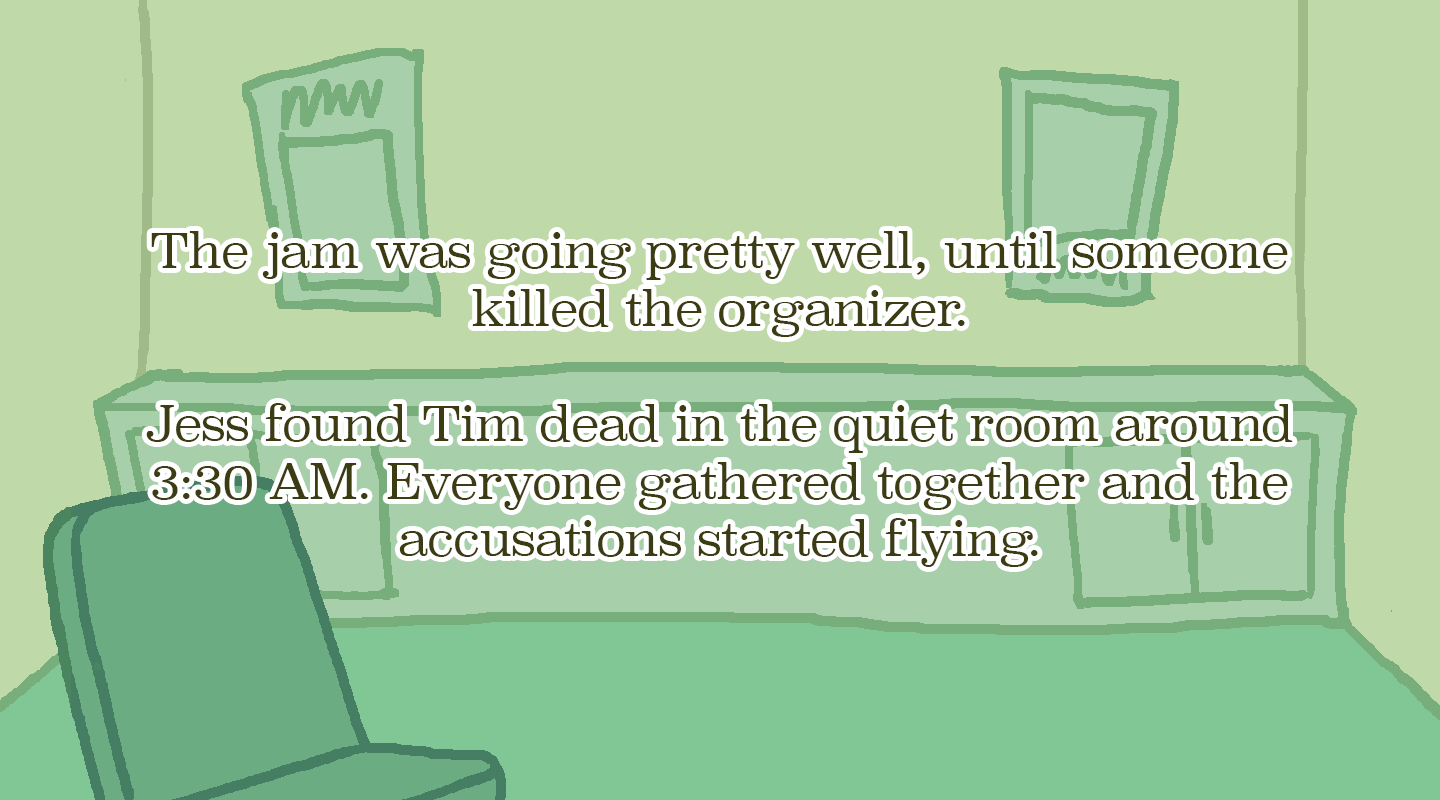 The jam was going pretty well, until someone
killed the organizer.
Jess found Tim dead in the quiet room around
3:30 AM. Everyone gathered together and the
accusations started flying.